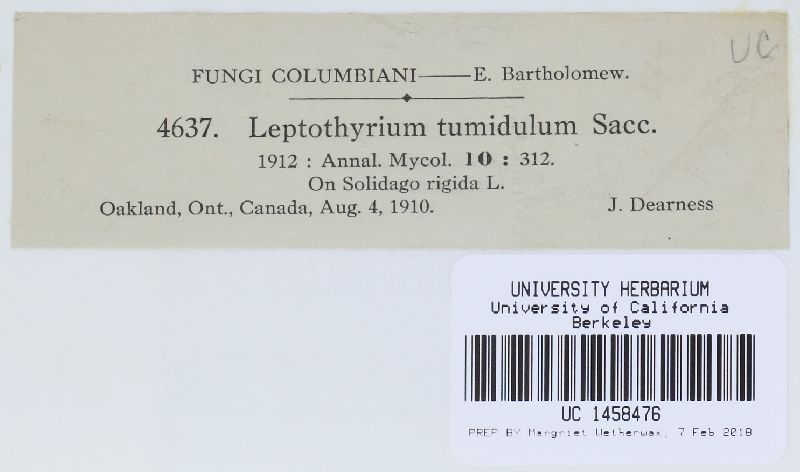 UC
FUNGI COLUMBIANI——E. Bartholomew.
4637. Leptothyrium tumidulum Sacc.
1912 : Annal. Mycol. 10 : 312.
On Solidago rigida L.
Oakland, Ont., Canada, Aug. 4, 1910. J. Dearness
UNIVERSITY HERBARIUM
University of California
Berkeley
UC 1458476
PREP BY Margriet Wetherwax, 7 Feb 2018